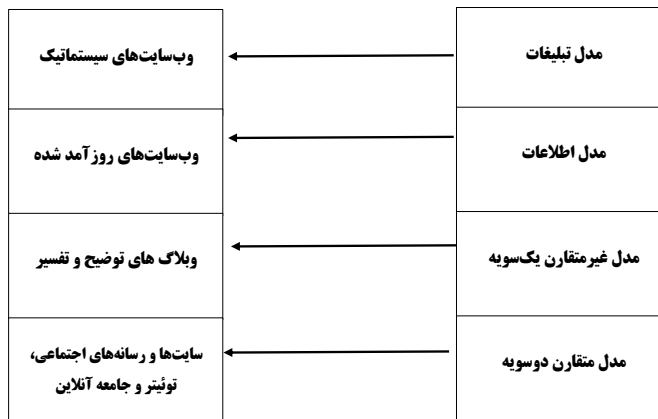 مدل تبلیغات
وب‌سایت‌های سیستماتیک
مدل اطلاعات
وب‌سایت‌های روزآمد شده
مدل غیرمتقارن یک‌سویه
وبلاگ های توضیح و تفسیر
مدل متقارن دوسویه
سایت‌ها و رسانه‌های اجتماعی،
توئیتر و جامعه آنلاین